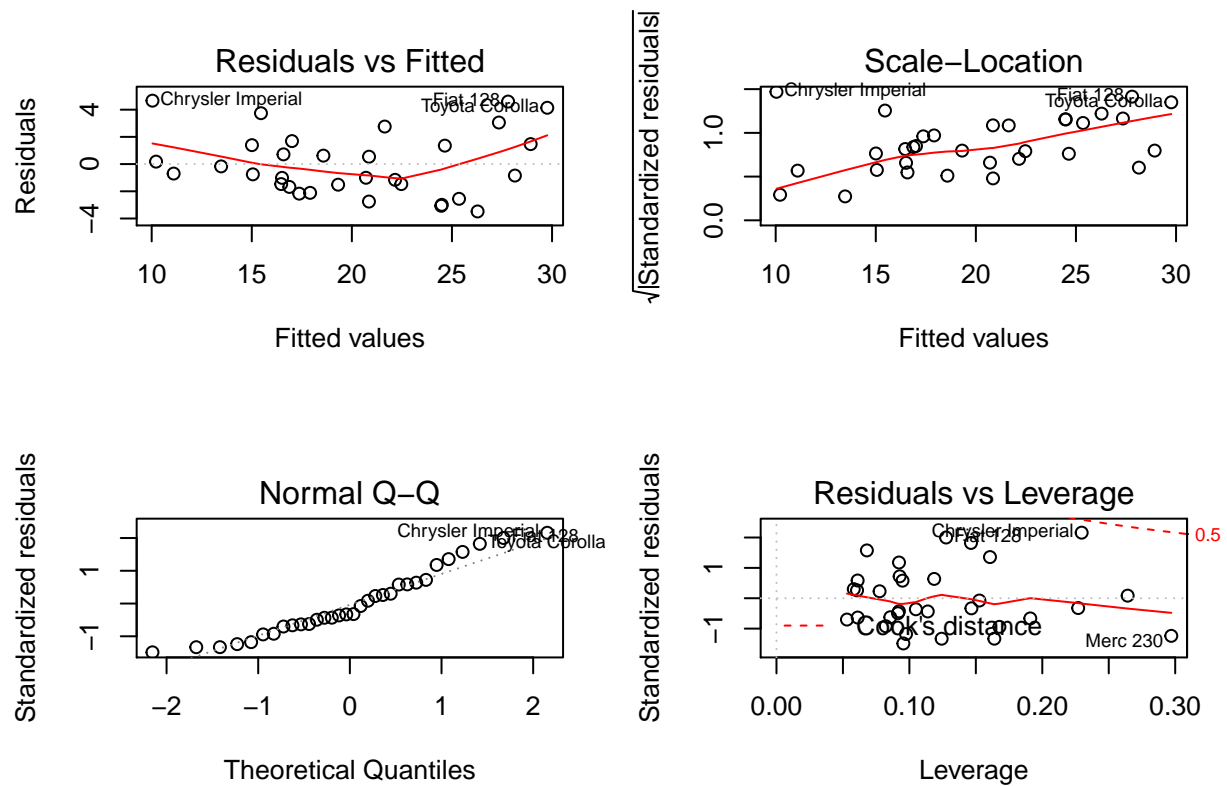 Residuals vs Fitted
Residuals
4
0
−4
Chrysler Imperial
Fiat 128
Toyota Corolla
10 15 20 25 30
Fitted values
Scale−Location
√|Standardized residuals|
1.0
0.0
Chrysler Imperial
Fiat 128
Toyota Corolla
10 15 20 25 30
Fitted values
Normal Q−Q
Standardized residuals
1
−1
Chrysler Imperial
Fiat 128
Toyota Corolla
−2 −1 0 1 2
Theoretical Quantiles
Residuals vs Leverage
Standardized residuals
1
−1
Chrysler Imperial
Fiat 128
0.5
Cook's distance
Merc 230
0.00 0.10 0.20 0.30
Leverage